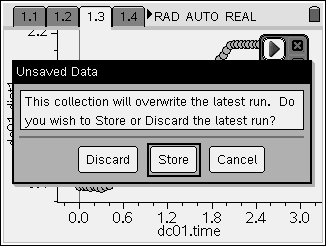 1.1 1.2 1.3 1.4 RAD AUTO REAL
2.2
Unsaved Data
This collection will overwrite the latest run. Do
you wish to Store or Discard the latest run?
Discard Store Cancel
0.0 0.6 1.2 1.8 2.4 3.0
dc01.time